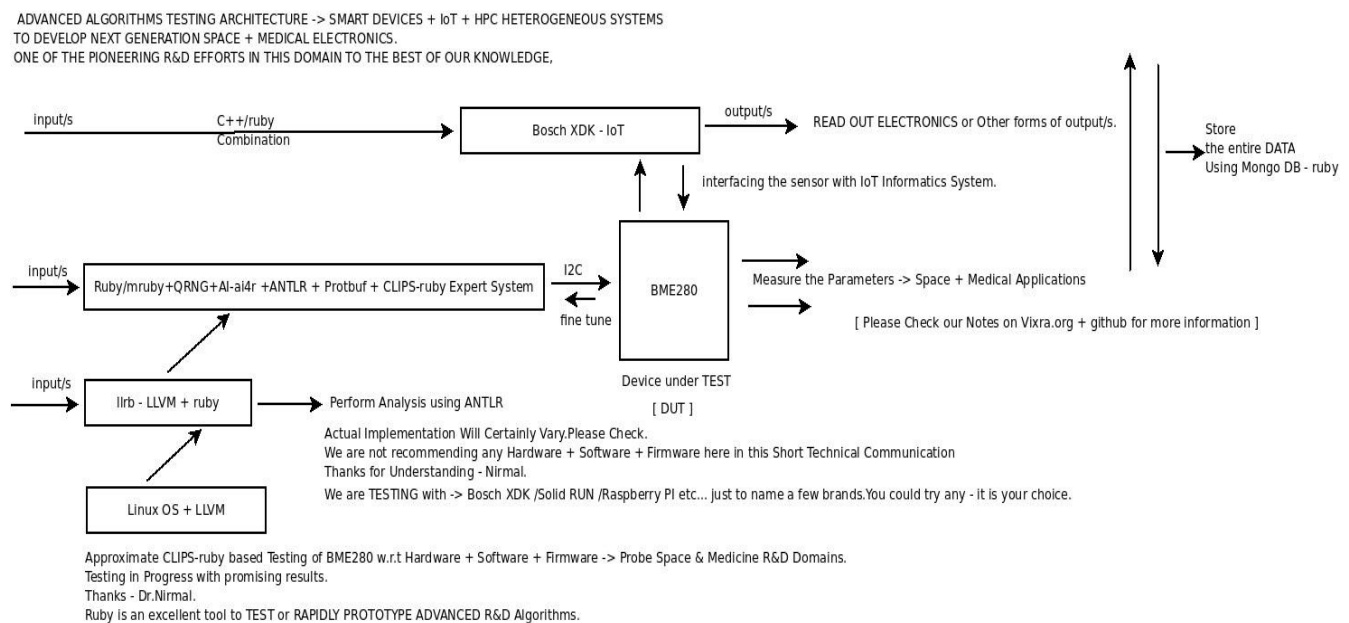 ADVANCED ALGORITHMS TESTING ARCHITECTURE -> SMART DEVICES + IoT + HPC HETEROGENEOUS SYSTEMS
TO DEVELOP NEXT GENERATION SPACE + MEDICAL ELECTRONICS.
ONE OF THE PIONEERING R&D EFFORTS IN THIS DOMAIN TO THE BEST OF OUR KNOWLEDGE,
input/s
C++/ruby
Combination
Bosch XDK - IoT
output/s
READ OUT ELECTRONICS or Other forms of output/s.
Store
the entire DATA
Using Mongo DB - ruby
interfacing the sensor with IoT Informatics System.
input/s
Ruby/mruby+QRNG+AI-ai4r +ANTLR + Protbuf + CLIPS-ruby Expert System
I2C
fine tune
BME280
Measure the Parameters -> Space + Medical Applications
[ Please Check our Notes on Vixra.org + github for more information ]
Device under TEST
[ DUT ]
input/s
llrb - LLVM + ruby
Perform Analysis using ANTLR
Actual Implementation Will Certainly Vary.Please Check.
We are not recommending any Hardware + Software + Firmware here in this Short Technical Communication
Thanks for Understanding - Nirmal.
We are TESTING with -> Bosch XDK /Solid RUN /Raspberry PI etc... just to name a few brands.You could try any - it is your choice.
Linux OS + LLVM
Approximate CLIPS-ruby based Testing of BME280 w.r.t Hardware + Software + Firmware -> Probe Space & Medicine R&D Domains.
Testing in Progress with promising results.
Thanks - Dr.Nirmal.
Ruby is an excellent tool to TEST or RAPIDLY PROTOTYPE ADVANCED R&D Algorithms.